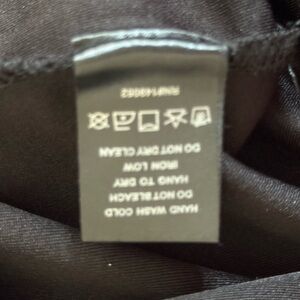 HAND WASH COLD
DO NOT BLEACH
HANG TO DRY
IRON LOW
DO NOT DRY CLEAN